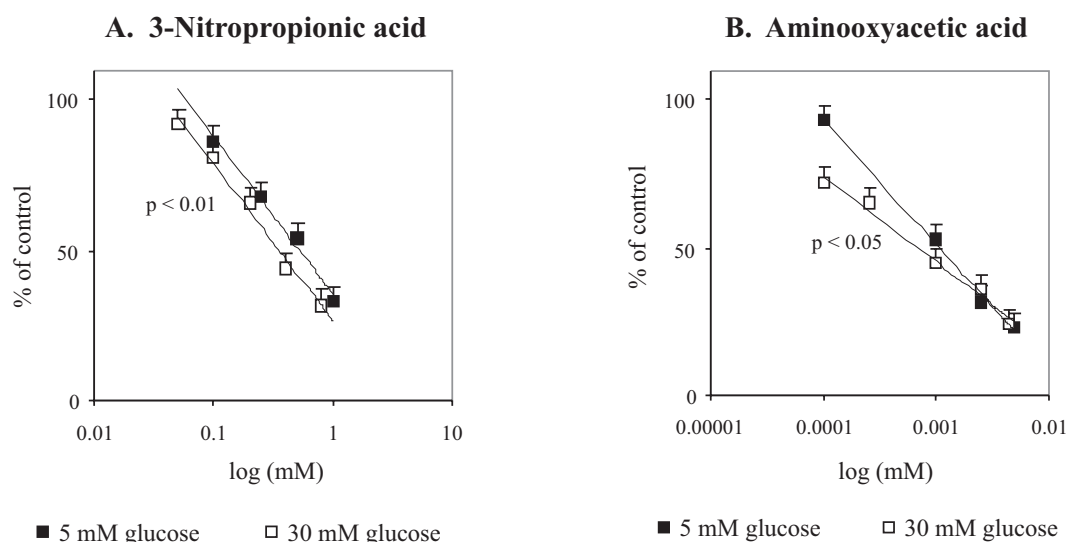 A. 3-Nitropropionic acid
100
50
0
% of control
p < 0.01
0.01 0.1 1 10
log (mM)
5 mM glucose 30 mM glucose
B. Aminooxyacetic acid
100
50
0
% of control
p < 0.05
0.00001 0.0001 0.001 0.01
log (mM)
5 mM glucose 30 mM glucose